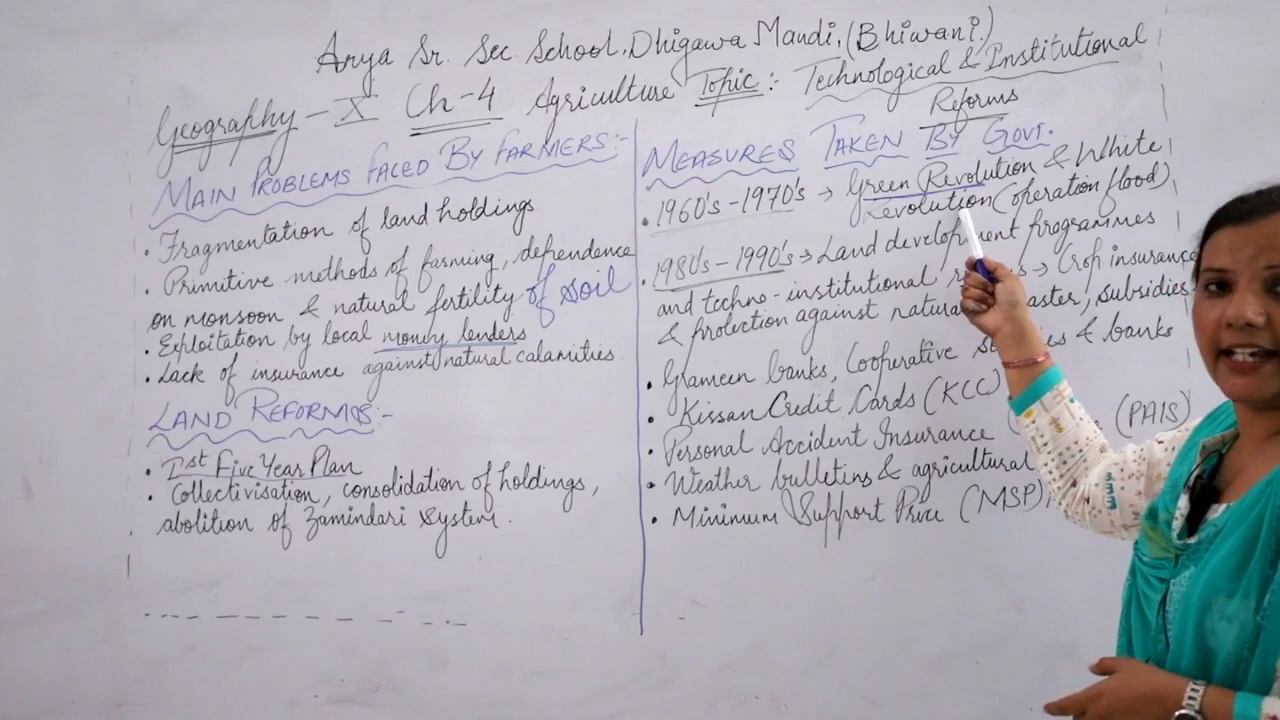 Arya Sr. Sec. School, Dhigawa Mandi, (Bhiwani.)
Geography - X Ch-4 Agriculture Topic :- Technological & Institutional
Reforms
MAIN PROBLEMS FACED BY FARMERS:-
• Fragmentation of land holdings
• Primitive methods of farming, dependence
on monsoon & natural fertility of soil
• Exploitation by local money lenders
• Lack of insurance against natural calamities.
LAND REFORMS:-
• Ist Five Year Plan
• Collectivisation, consolidation of holdings,
abolition of Zamindari System.
MEASURES TAKEN BY GOVT.
• 1960's - 1970's → Green Revolution & White
Revolution (operation flood)
• 1980's - 1990's → Land development programmes
and techno-institutional → Crop insurance
& protection against natural, subsidies
• Grameen banks, Cooperative & banks
• Kissan Credit Cards (KCC)
• Personal Accident Insurance (PAIS)
• Weather bulletins & agricultural
• Minimum Support Price (MSP)